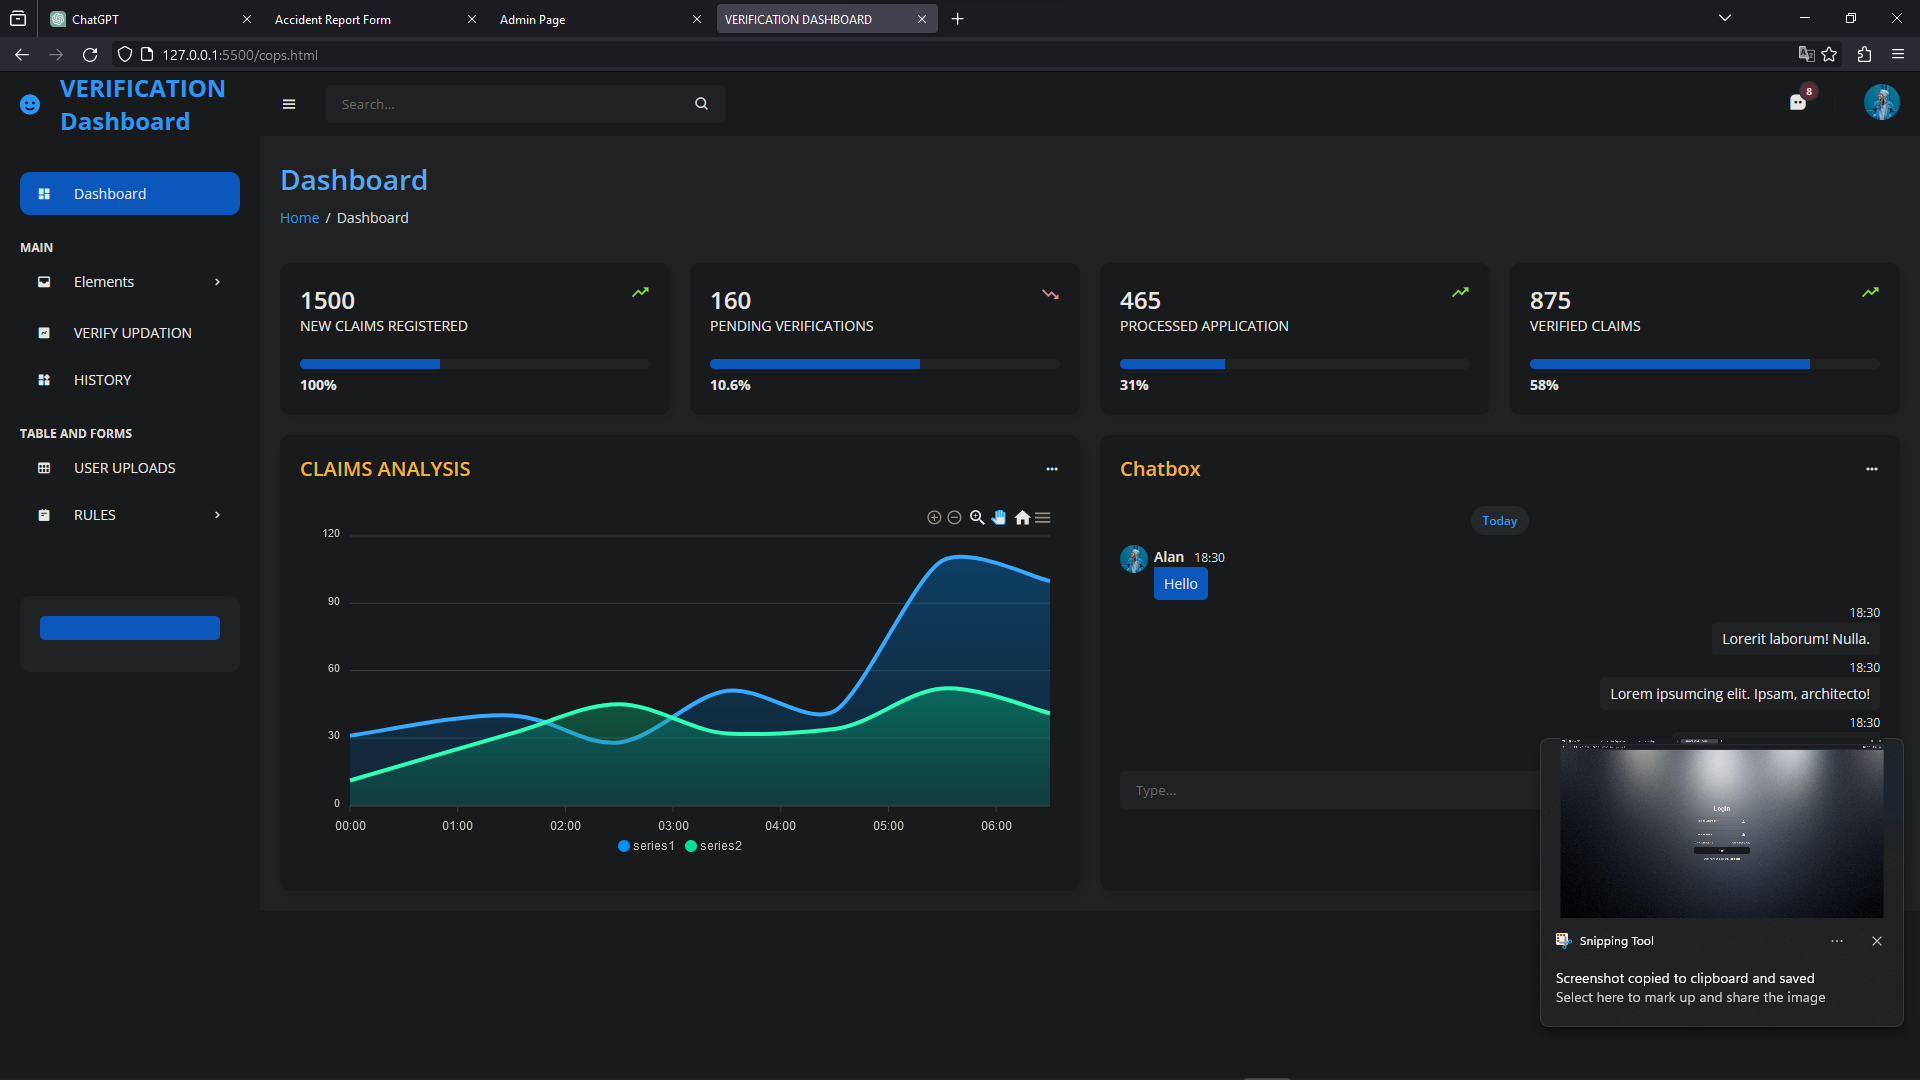 ChatGPT
Accident Report Form
Admin Page
VERIFICATION DASHBOARD
127.0.0.1:5500/cops.html
VERIFICATION
Dashboard
Search...
8
Dashboard
MAIN
Elements
VERIFY UPDATION
HISTORY
TABLE AND FORMS
USER UPLOADS
RULES
Dashboard
Home / Dashboard
1500
NEW CLAIMS REGISTERED
100%
160
PENDING VERIFICATIONS
10.6%
465
PROCESSED APPLICATION
31%
875
VERIFIED CLAIMS
58%
CLAIMS ANALYSIS
120
90
60
30
0
00:00 01:00 02:00 03:00 04:00 05:00 06:00
series1 series2
Chatbox
Today
Alan 18:30
Hello
18:30
Lorerit laborum! Nulla.
18:30
Lorem ipsumcing elit. Ipsam, architecto!
18:30
Type...
Login
Snipping Tool
Screenshot copied to clipboard and saved
Select here to mark up and share the image